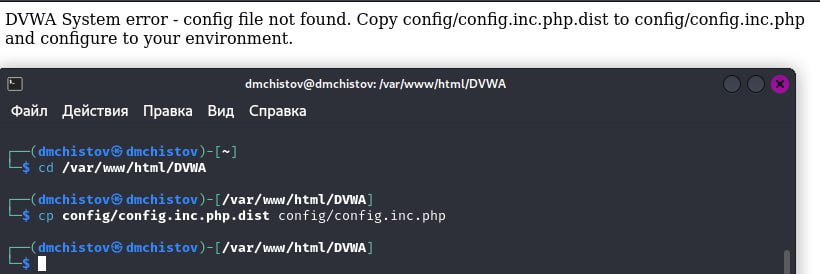 DVWA System error - config file not found. Copy config/config.inc.php.dist to config/config.inc.php
and configure to your environment.
dmchistov@dmchistov: /var/www/html/DVWA
Файл Действия Правка Вид Справка
┌──(dmchistov㉿dmchistov)-[~]
└─$ cd /var/www/html/DVWA
┌──(dmchistov㉿dmchistov)-[/var/www/html/DVWA]
└─$ cp config/config.inc.php.dist config/config.inc.php
┌──(dmchistov㉿dmchistov)-[/var/www/html/DVWA]
└─$